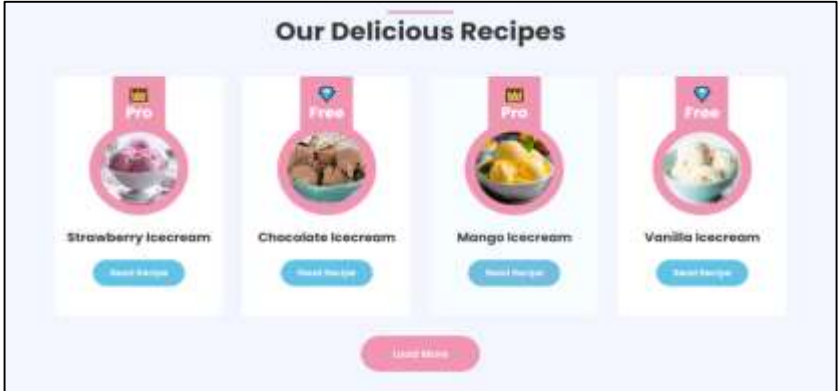 Our Delicious Recipes
Pro
Free
Pro
Free
Strawberry Icecream
Chocolate Icecream
Mango Icecream
Vanilla Icecream
Read Recipe
Read Recipe
Read Recipe
Read Recipe
Load More